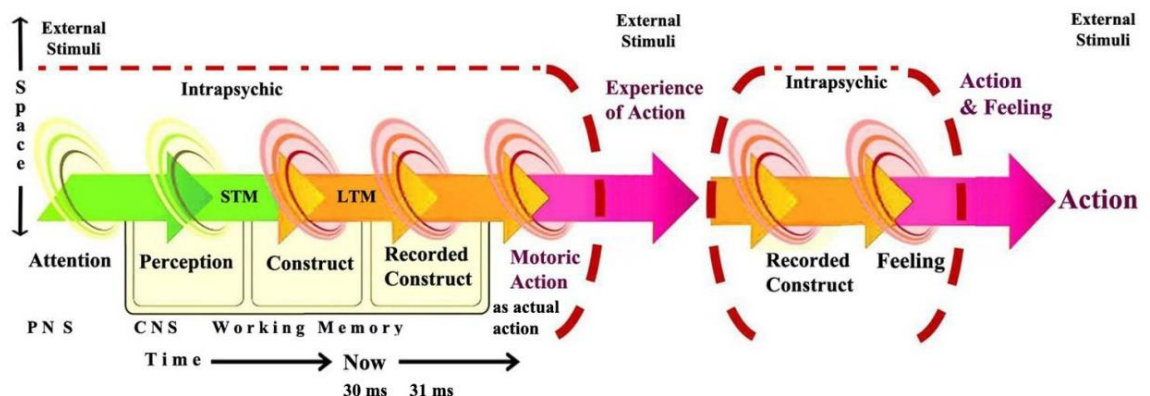 External
Stimuli
External
Stimuli
External
Stimuli
Space
Intrapsychic
Experience
of Action
Intrapsychic
Action
& Feeling
STM
LTM
Action
Attention
Perception
Construct
Recorded
Construct
Motoric
Action
as actual
action
Recorded
Construct
Feeling
PNS
CNS
Working Memory
Time
Now
30 ms
31 ms